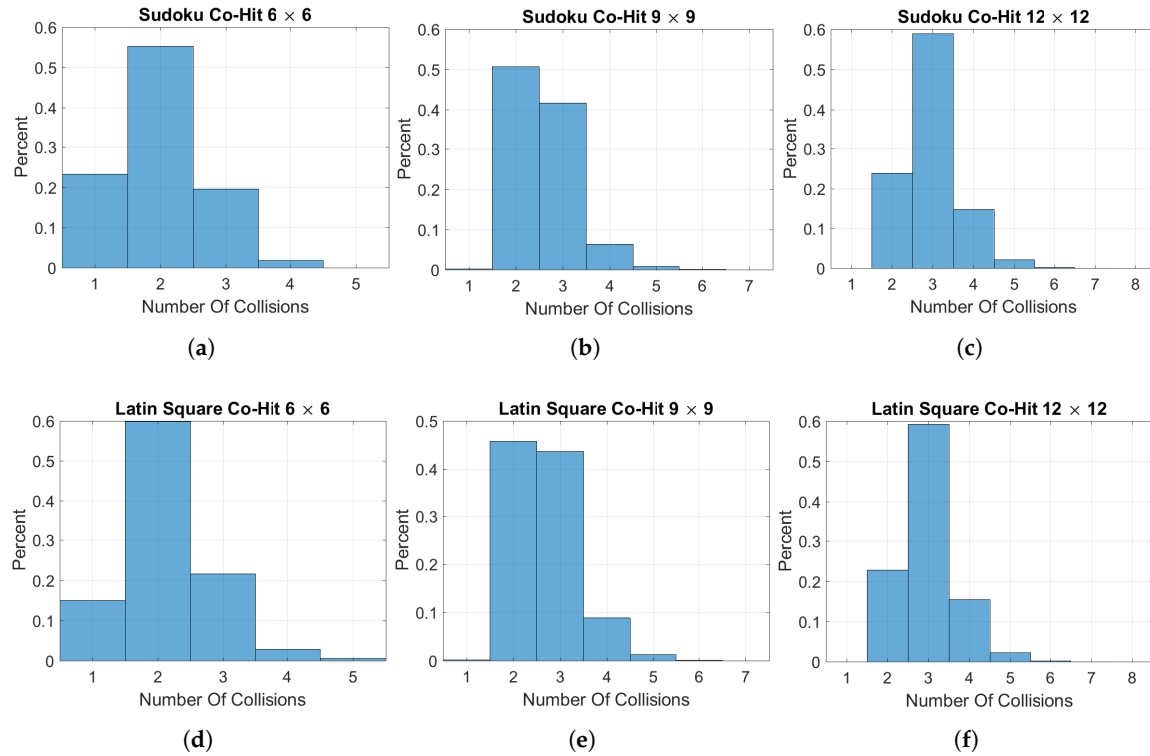 Sudoku Co-Hit 6 × 6
0.6
0.5
0.4
0.3
0.2
0.1
0
Percent
1 2 3 4 5
Number Of Collisions
(a)
Sudoku Co-Hit 9 × 9
0.6
0.5
0.4
0.3
0.2
0.1
0
Percent
1 2 3 4 5 6 7
Number Of Collisions
(b)
Sudoku Co-Hit 12 × 12
0.6
0.5
0.4
0.3
0.2
0.1
0
Percent
1 2 3 4 5 6 7 8
Number Of Collisions
(c)
Latin Square Co-Hit 6 × 6
0.6
0.5
0.4
0.3
0.2
0.1
0
Percent
1 2 3 4 5
Number Of Collisions
(d)
Latin Square Co-Hit 9 × 9
0.5
0.4
0.3
0.2
0.1
0
Percent
1 2 3 4 5 6 7
Number Of Collisions
(e)
Latin Square Co-Hit 12 × 12
0.6
0.5
0.4
0.3
0.2
0.1
0
Percent
1 2 3 4 5 6 7 8
Number Of Collisions
(f)